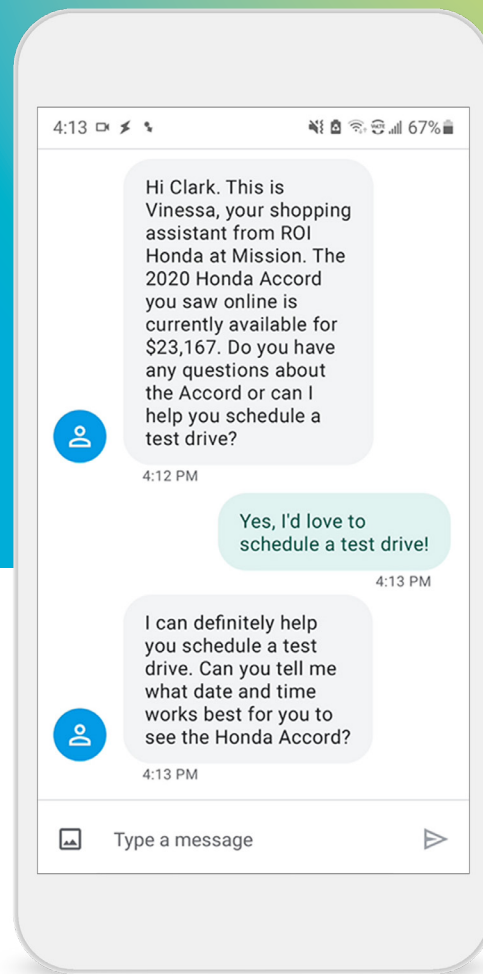 4:13
67%
Hi Clark. This is
Vinessa, your shopping
assistant from ROI
Honda at Mission. The
2020 Honda Accord
you saw online is
currently available for
$23,167. Do you have
any questions about
the Accord or can I
help you schedule a
test drive?
4:12 PM
Yes, I'd love to
schedule a test drive!
4:13 PM
I can definitely help
you schedule a test
drive. Can you tell me
what date and time
works best for you to
see the Honda Accord?
4:13 PM
Type a message